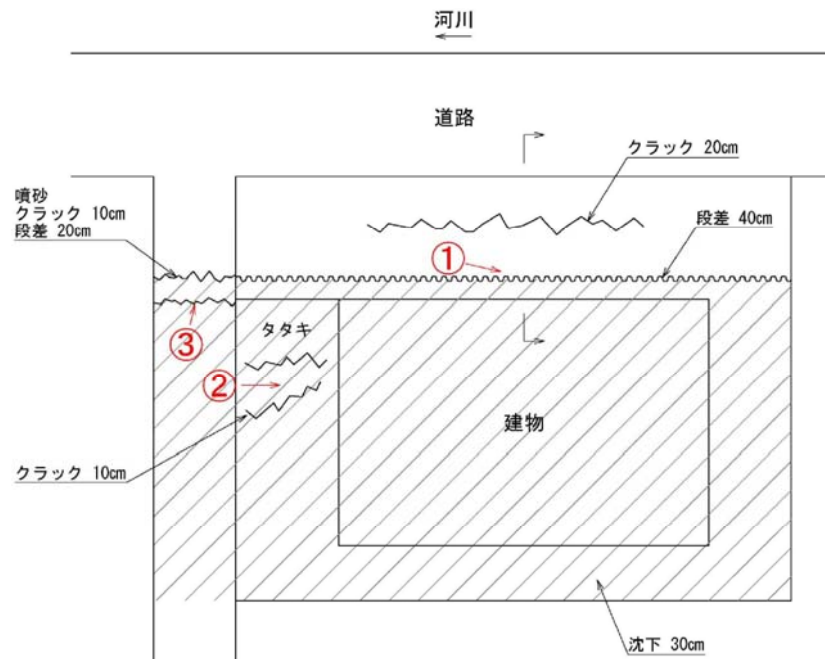 河川
道路
クラック 20㎝
噴砂
クラック 10㎝
段差 20㎝
段差 40㎝
①
タタキ
③
②
建物
クラック 10㎝
沈下 30㎝